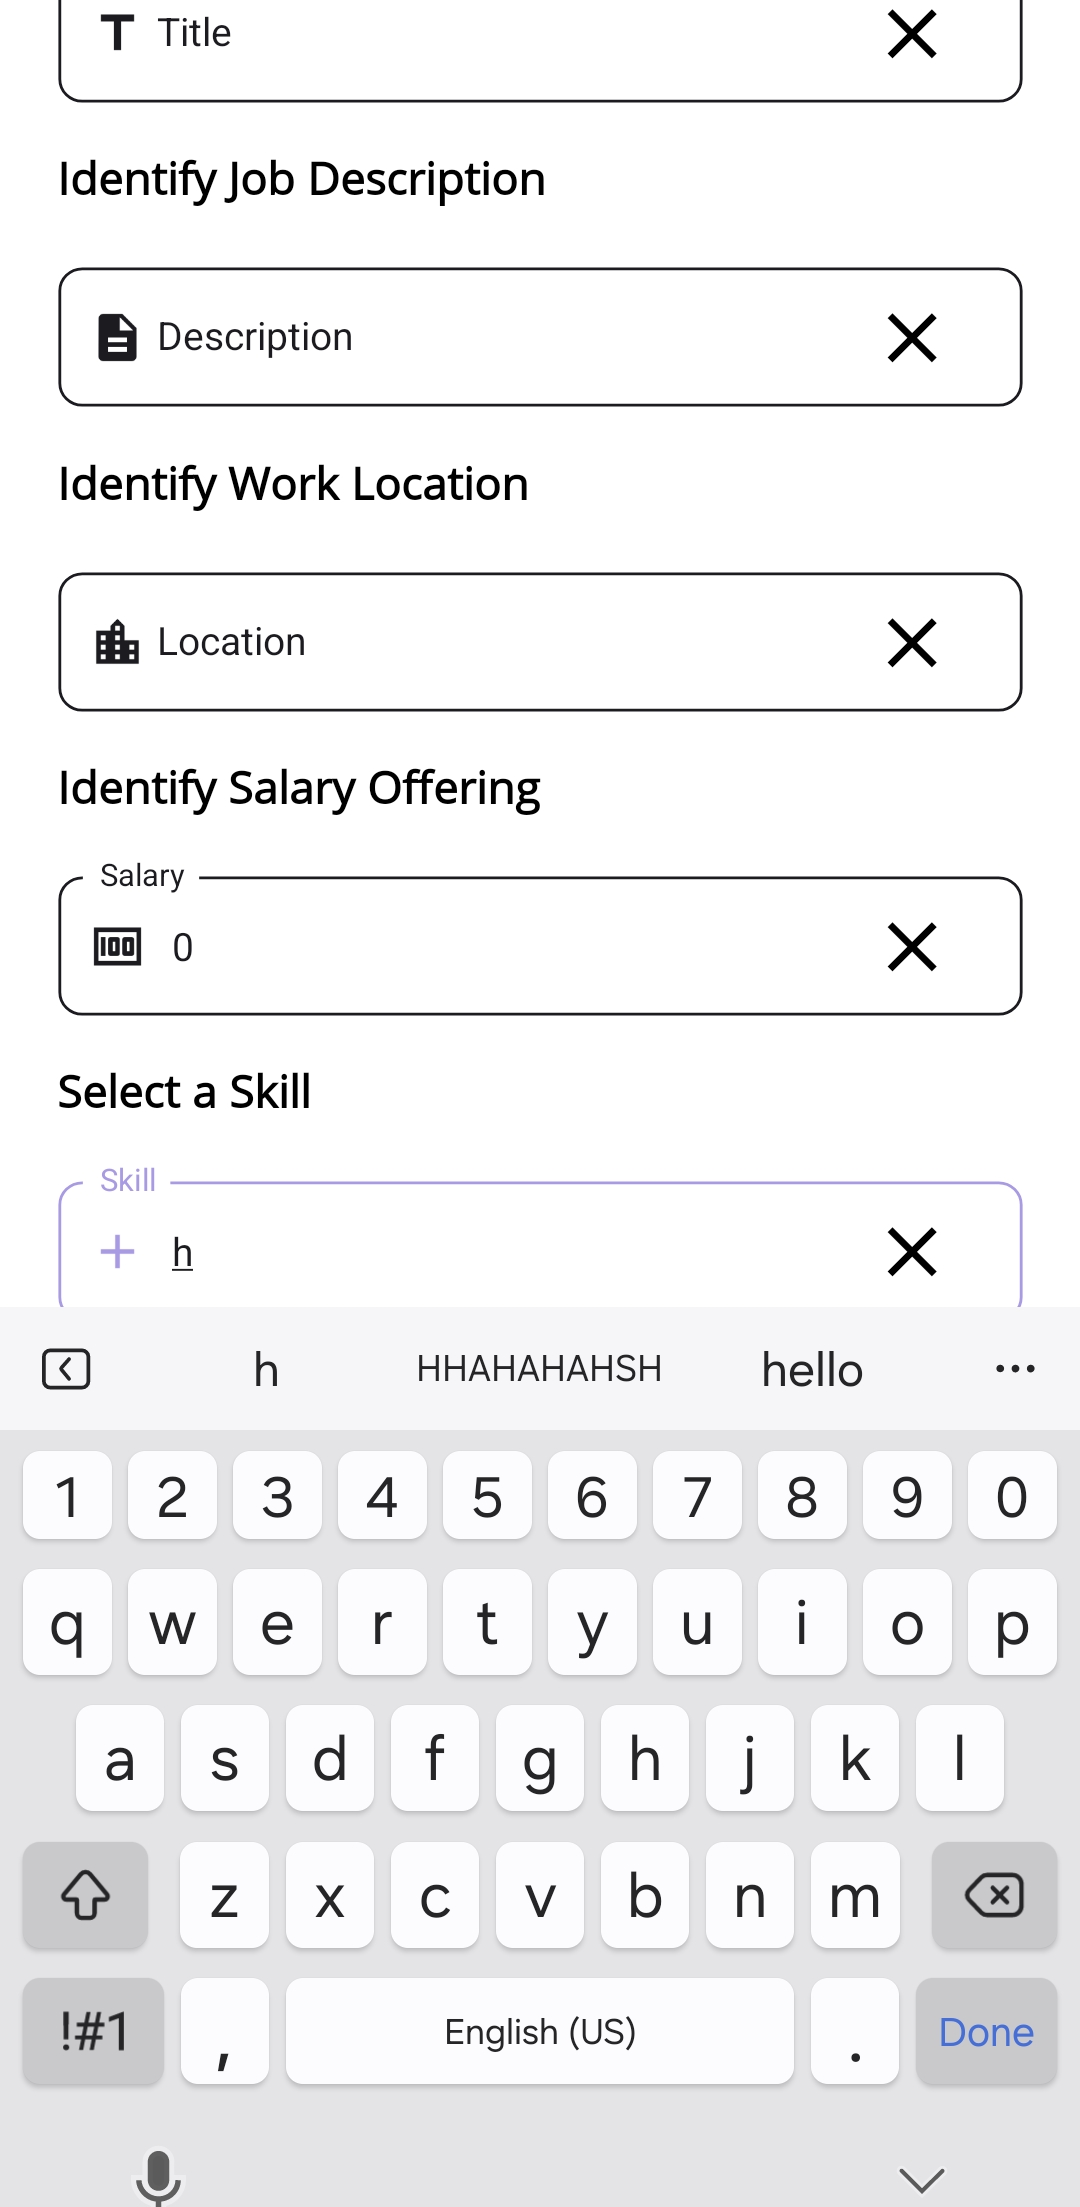 T Title
Identify Job Description
Description
Identify Work Location
Location
Identify Salary Offering
Salary
100 0
Select a Skill
Skill
+ h
h HHAHAHAHSH hello ...
1 2 3 4 5 6 7 8 9 0
q w e r t y u i o p
a s d f g h j k l
z x c v b n m
!#1 , English (US) . Done